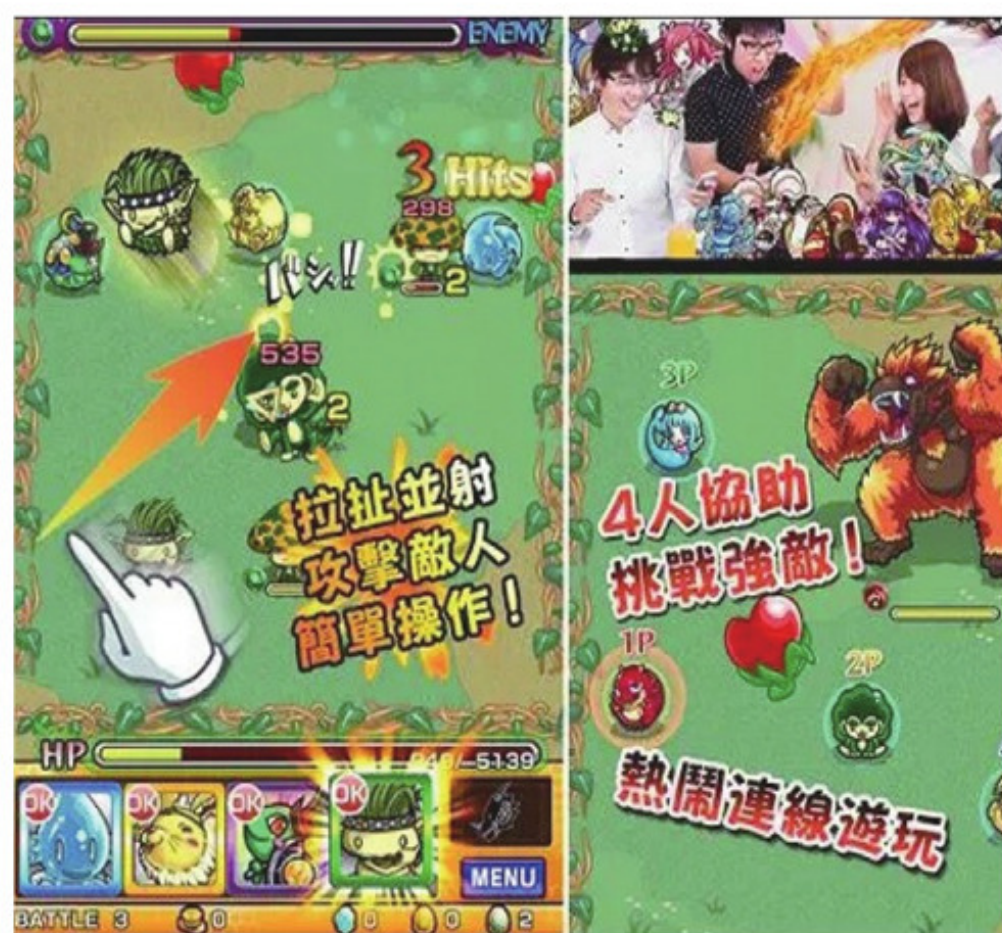 ENEMY
3 Hits
298
2
バシ!!
535
2
拉扯並射
攻擊敵人
簡單操作！
HP
5139
OK
OK
OK
OK
MENU
BATTLE 3
0
0
0
2
3P
4人協助
挑戰強敵！
1P
2P
熱鬧連線遊玩